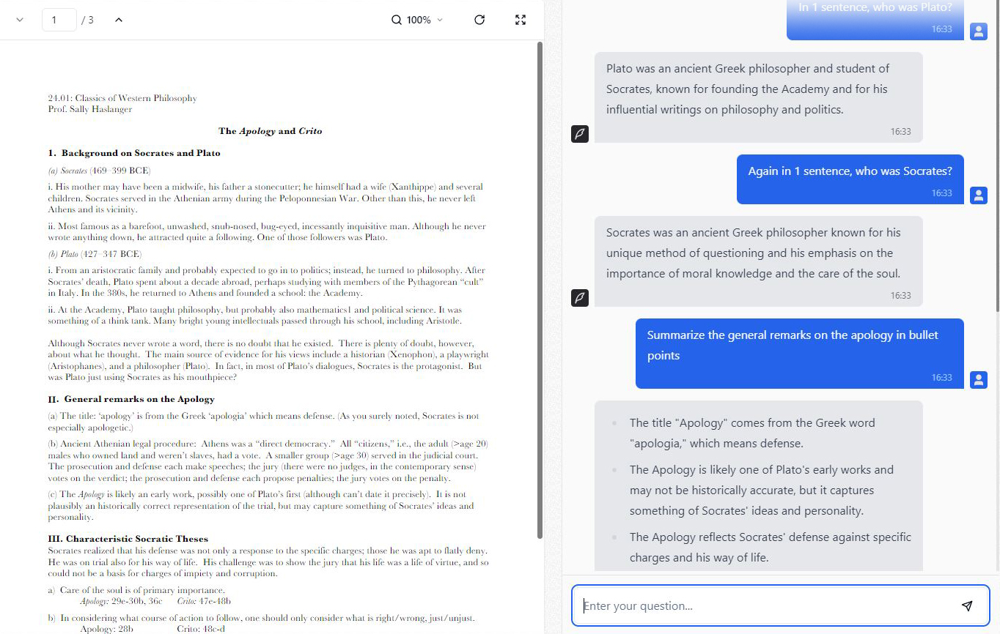 1 / 3
100%
24.01: Classics of Western Philosophy
Prof. Sally Haslanger
The Apology and Crito
1. Background on Socrates and Plato
(a) Socrates (469–399 BCE)
i. His mother may have been a midwife, his father a stonecutter; he himself had a wife (Xanthippe) and several
children. Socrates served in the Athenian army during the Peloponnesian War. Other than this, he never left
Athens and its vicinity.
ii. Most famous as a barefoot, unwashed, snub-nosed, bug-eyed, incessantly inquisitive man. Although he never
wrote anything down, he attracted quite a following. One of those followers was Plato.
(b) Plato (427–347 BCE)
i. From an aristocratic family and probably expected to go in to politics; instead, he turned to philosophy. After
Socrates' death, Plato spent about a decade abroad, perhaps studying with members of the Pythagorean “cult”
in Italy. In the 380s, he returned to Athens and founded a school: the Academy.
ii. At the Academy, Plato taught philosophy, but probably also mathematics1 and political science. It was
something of a think tank. Many bright young intellectuals passed through his school, including Aristotle.
Although Socrates never wrote a word, there is no doubt that he existed. There is plenty of doubt, however,
about what he thought. The main source of evidence for his views include a historian (Xenophon), a playwright
(Aristophanes), and a philosopher (Plato). In fact, in most of Plato's dialogues, Socrates is the protagonist. But
was Plato just using Socrates as his mouthpiece?
II. General remarks on the Apology
(a) The title: ‘apology’ is from the Greek ‘apologia’ which means defense. (As you surely noted, Socrates is not
especially apologetic.)
(b) Ancient Athenian legal procedure: Athens was a “direct democracy.” All “citizens,” i.e., the adult (>age 20)
males who owned land and weren't slaves, had a vote. A smaller group (>age 30) served in the judicial court.
The prosecution and defense each make speeches; the jury (there were no judges, in the contemporary sense)
votes on the verdict; the prosecution and defense each propose penalties; the jury votes on the penalty.
(c) The Apology is likely an early work, possibly one of Plato's first (although can't date it precisely). It is not
plausibly an historically correct representation of the trial, but may capture something of Socrates' ideas and
personality.
III. Characteristic Socratic Theses
Socrates realized that his defense was not only a response to the specific charges; those he was apt to flatly deny.
He was on trial also for his way of life. His challenge was to show the jury that his life was a life of virtue, and so
could not be a basis for charges of impiety and corruption.
a) Care of the soul is of primary importance.
Apology: 29e-30b, 36c Crito: 47e-48b
b) In considering what course of action to follow, one should only consider what is right/wrong, just/unjust.
Apology: 28b Crito: 48c-d
In 1 sentence, who was Plato?
16:33
Plato was an ancient Greek philosopher and student of
Socrates, known for founding the Academy and for his
influential writings on philosophy and politics.
16:33
Again in 1 sentence, who was Socrates?
16:33
Socrates was an ancient Greek philosopher known for his
unique method of questioning and his emphasis on the
importance of moral knowledge and the care of the soul.
16:33
Summarize the general remarks on the apology in bullet
points
16:33
The title "Apology" comes from the Greek word
"apologia," which means defense.
The Apology is likely one of Plato's early works and
may not be historically accurate, but it captures
something of Socrates' ideas and personality.
The Apology reflects Socrates' defense against specific
charges and his way of life.
Enter your question...